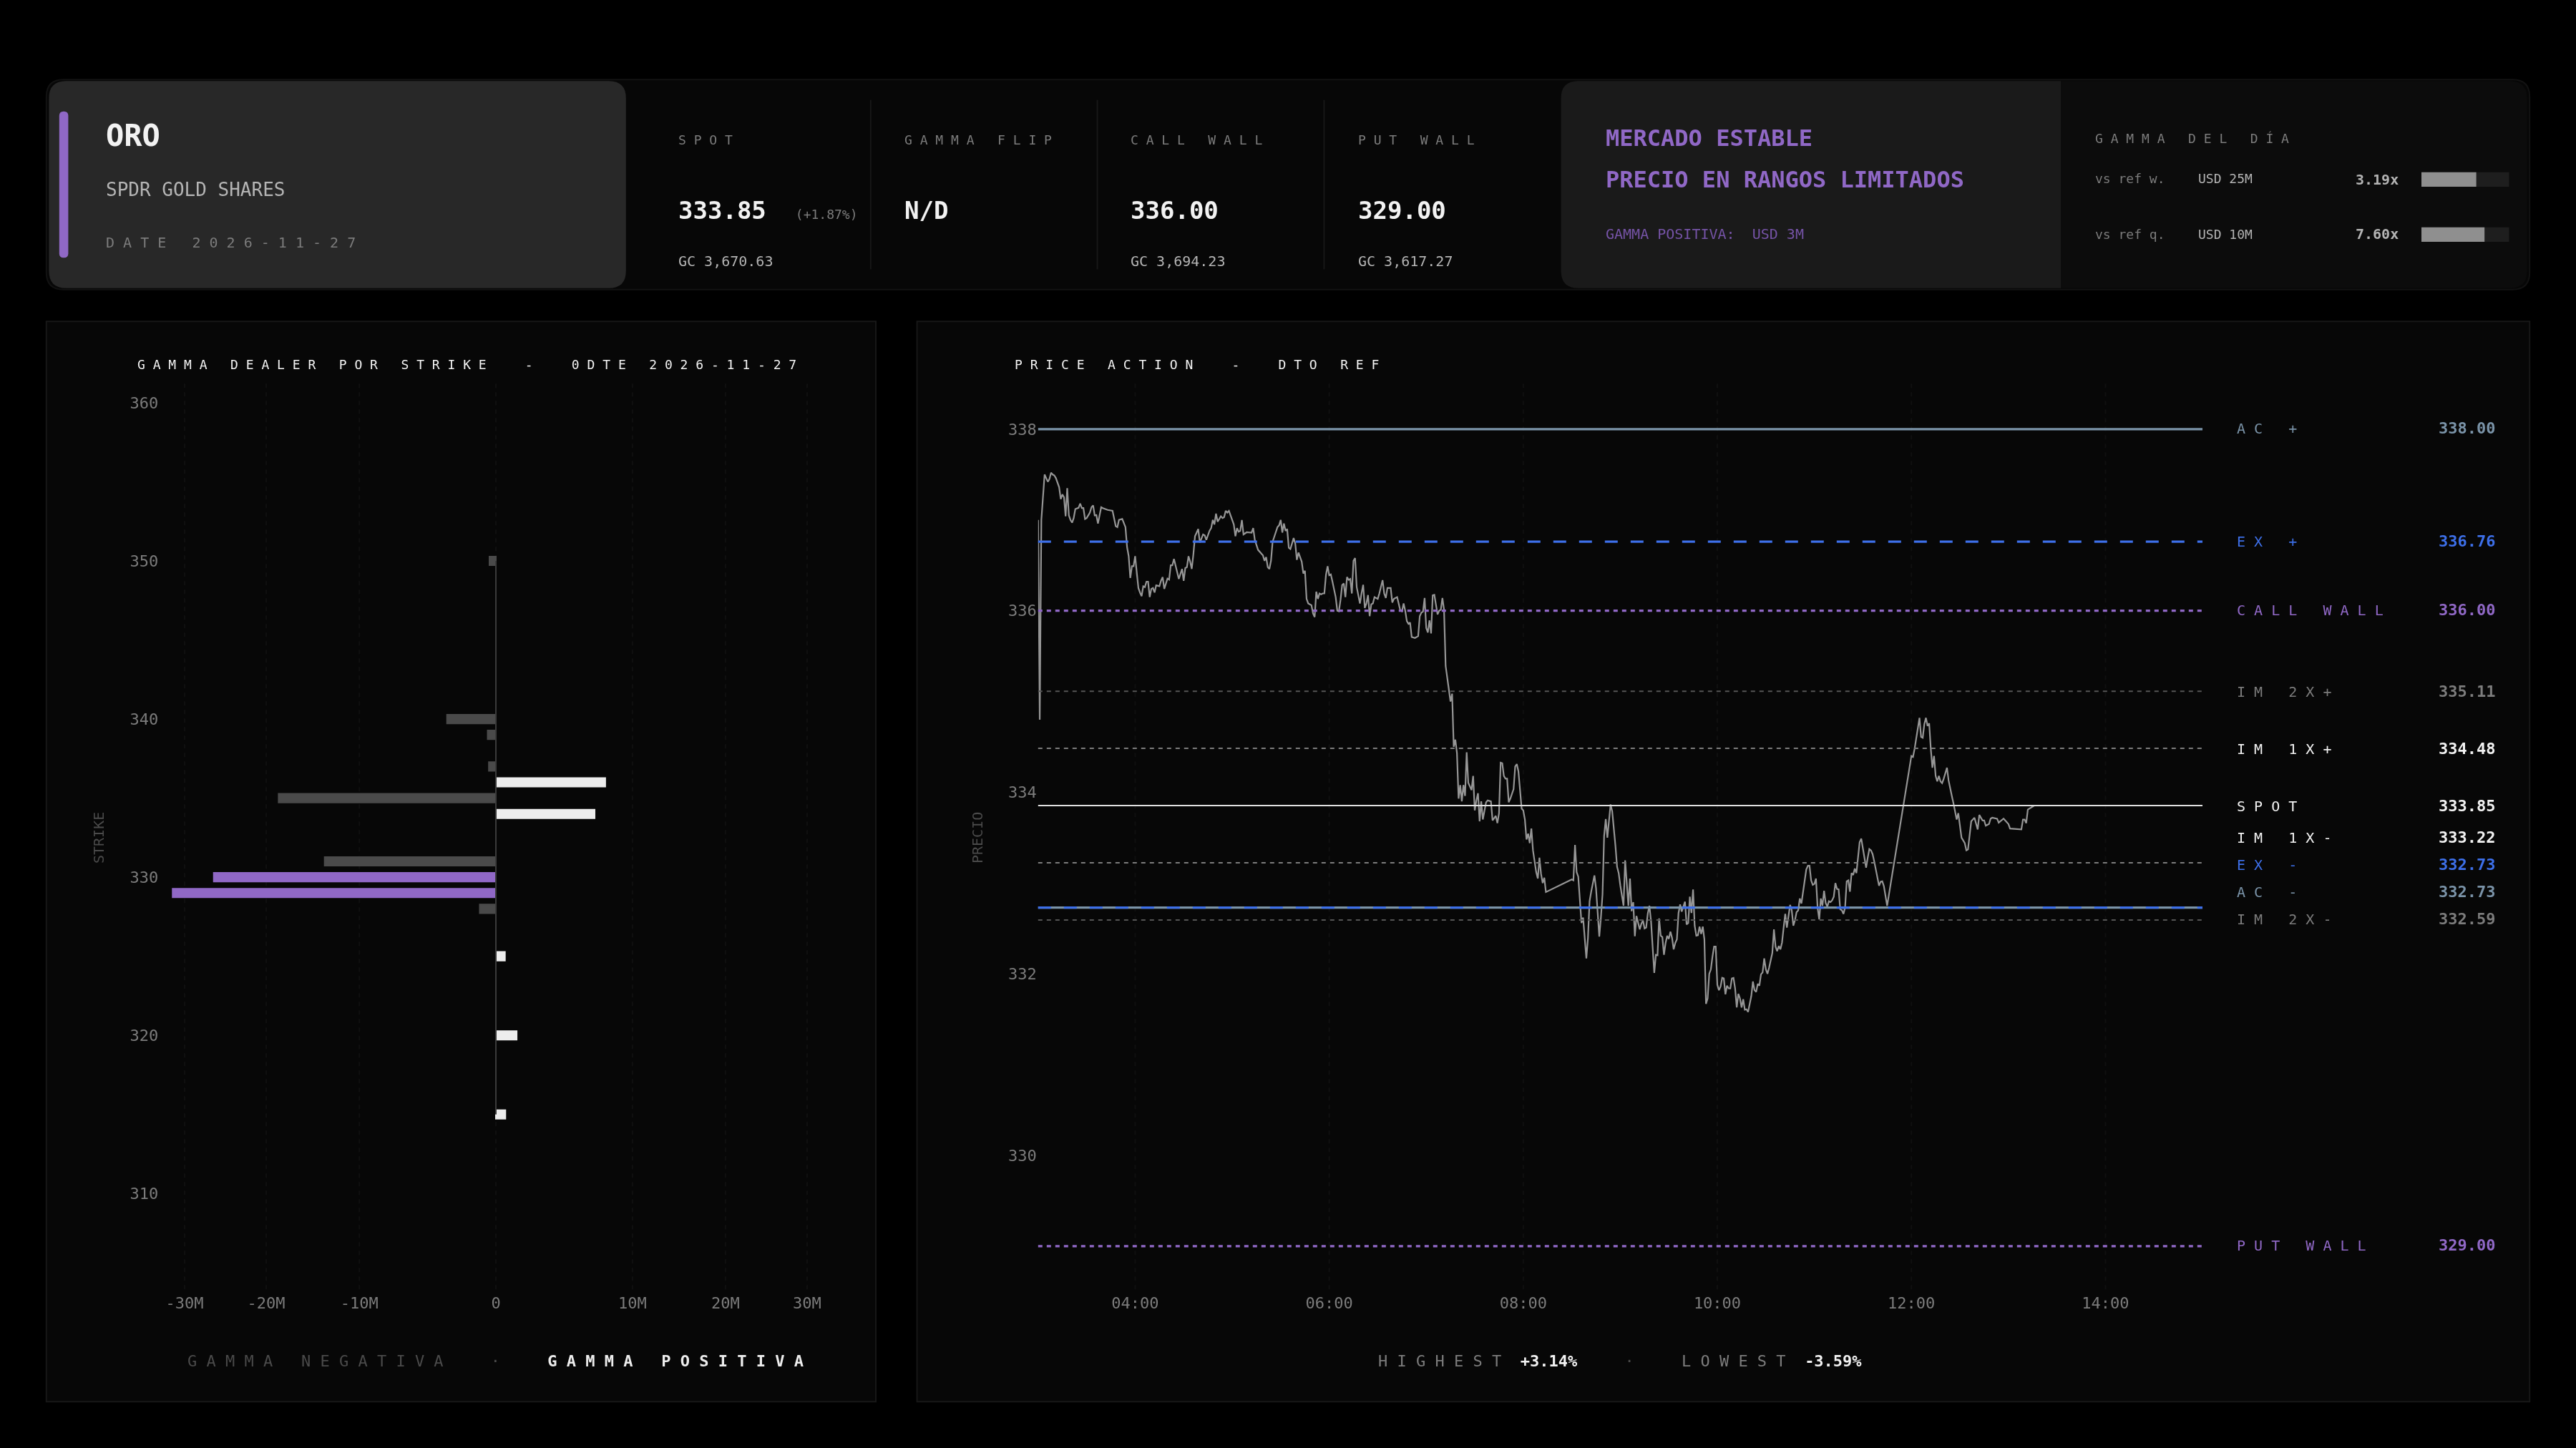 ORO
SPDR GOLD SHARES
DATE 2026-11-27
SPOT
333.85 (+1.87%)
GC 3,670.63
GAMMA FLIP
N/D
CALL WALL
336.00
GC 3,694.23
PUT WALL
329.00
GC 3,617.27
MERCADO ESTABLE
PRECIO EN RANGOS LIMITADOS
GAMMA POSITIVA: USD 3M
GAMMA DEL DÍA
vs ref w. USD 25M 3.19x
vs ref q. USD 10M 7.60x
GAMMA DEALER POR STRIKE - 0DTE 2026-11-27
360
350
340
330
320
310
STRIKE
-30M -20M -10M 0 10M 20M 30M
GAMMA NEGATIVA · GAMMA POSITIVA
PRICE ACTION - DTO REF
338
336
334
332
330
PRECIO
AC + 338.00
EX + 336.76
CALL WALL 336.00
IM 2X+ 335.11
IM 1X+ 334.48
SPOT 333.85
IM 1X- 333.22
EX - 332.73
AC - 332.73
IM 2X- 332.59
PUT WALL 329.00
04:00 06:00 08:00 10:00 12:00 14:00
HIGHEST +3.14% · LOWEST -3.59%